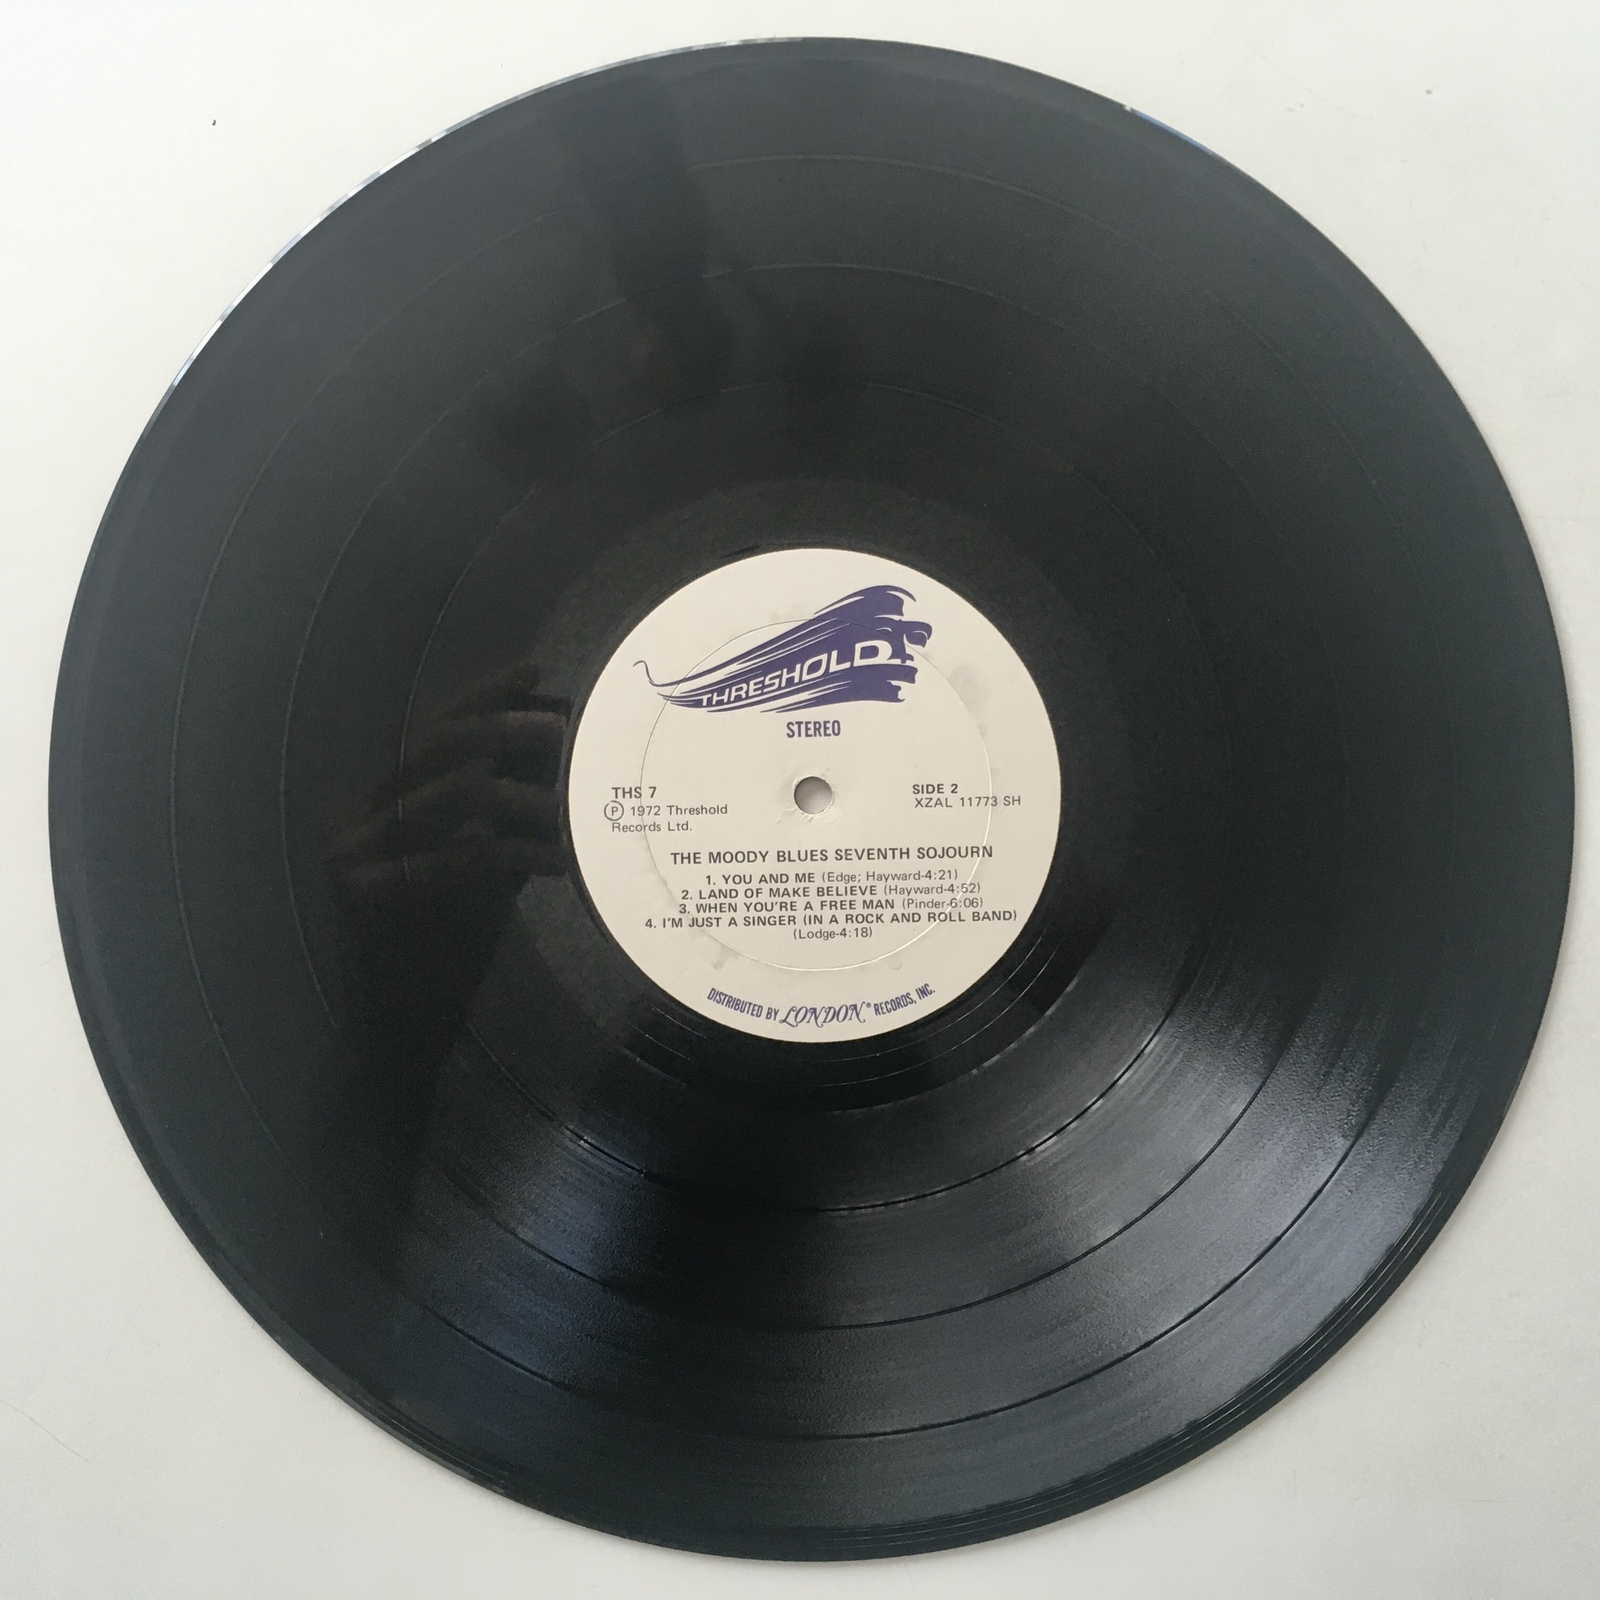 THRESHOLD
STEREO
THS 7
Ⓟ 1972 Threshold
Records Ltd.
SIDE 2
XZAL 11773 SH
THE MOODY BLUES SEVENTH SOJOURN
1. YOU AND ME (Edge; Hayward-4:21)
2. LAND OF MAKE BELIEVE (Hayward-4:52)
3. WHEN YOU'RE A FREE MAN (Pinder-6:06)
4. I'M JUST A SINGER (IN A ROCK AND ROLL BAND)
(Lodge-4:18)
DISTRIBUTED BY LONDON® RECORDS, INC.